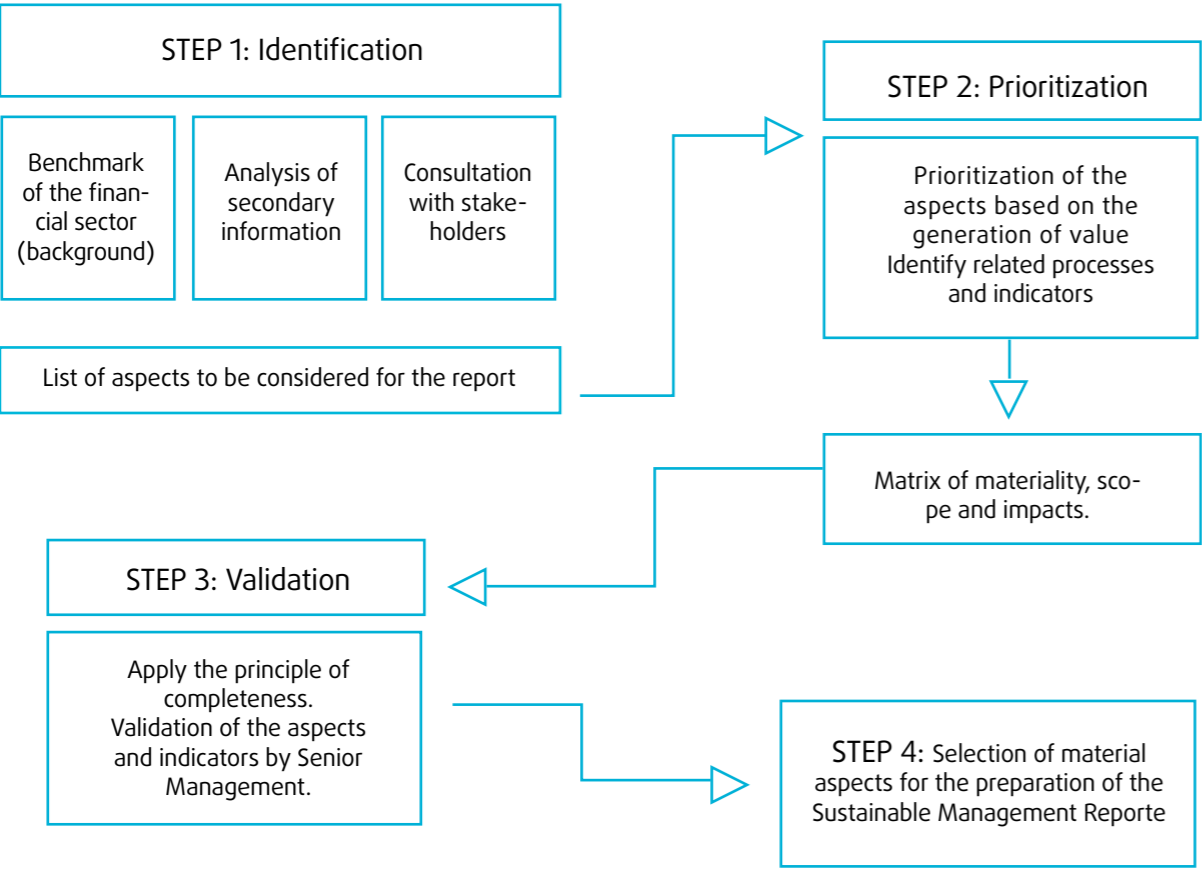 STEP 1: Identification
Benchmark
of the finan-
cial sector
(background)
Analysis of
secondary
information
Consultation
with stake-
holders
List of aspects to be considered for the report
STEP 2: Prioritization
Prioritization of the
aspects based on the
generation of value
Identify related processes
and indicators
Matrix of materiality, sco-
pe and impacts.
STEP 3: Validation
Apply the principle of
completeness.
Validation of the aspects
and indicators by Senior
Management.
STEP 4: Selection of material
aspects for the preparation of the
Sustainable Management Reporte